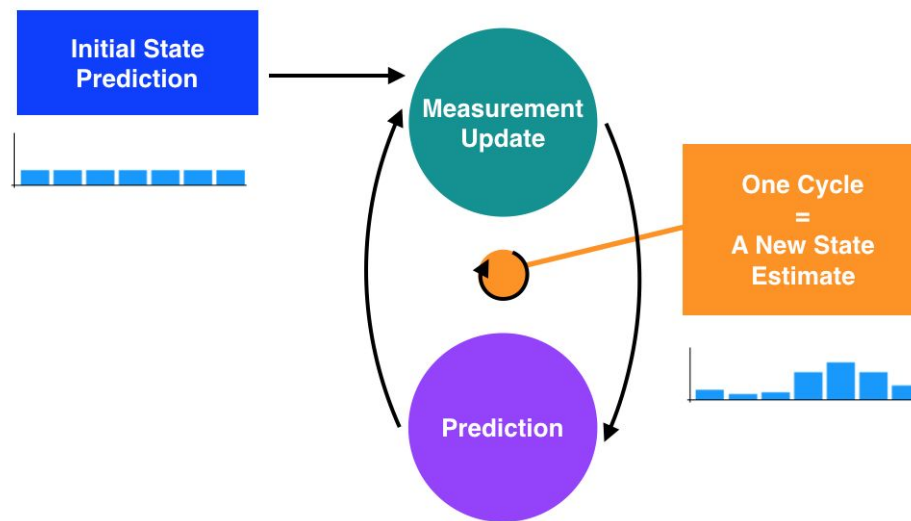 Initial State
Prediction
Measurement
Update
One Cycle
=
A New State
Estimate
Prediction